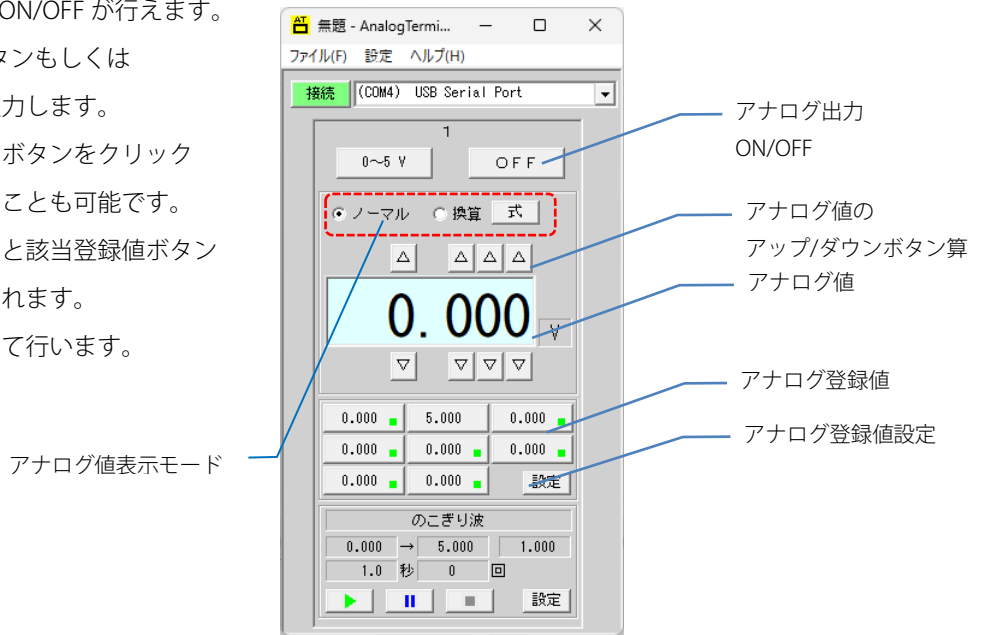 ON/OFF が行えます。
タンもしくは
力します。
ボタンをクリック
ことも可能です。
と該当登録値ボタン
れます。
て行います。
AT
無題 - AnalogTermi...
ファイル(F) 設定 ヘルプ(H)
接続 (COM4) USB Serial Port
1
0～5 V OFF
ノーマル 換算 式
△ △ △ △
0.000 V
▽ ▽ ▽ ▽
0.000 5.000 0.000
0.000 0.000 0.000
0.000 0.000 設定
のこぎり波
0.000 → 5.000 1.000
1.0 秒 0 回
設定
アナログ出力
ON/OFF
アナログ値の
アップ/ダウンボタン算
アナログ値
アナログ登録値
アナログ登録値設定
アナログ値表示モード